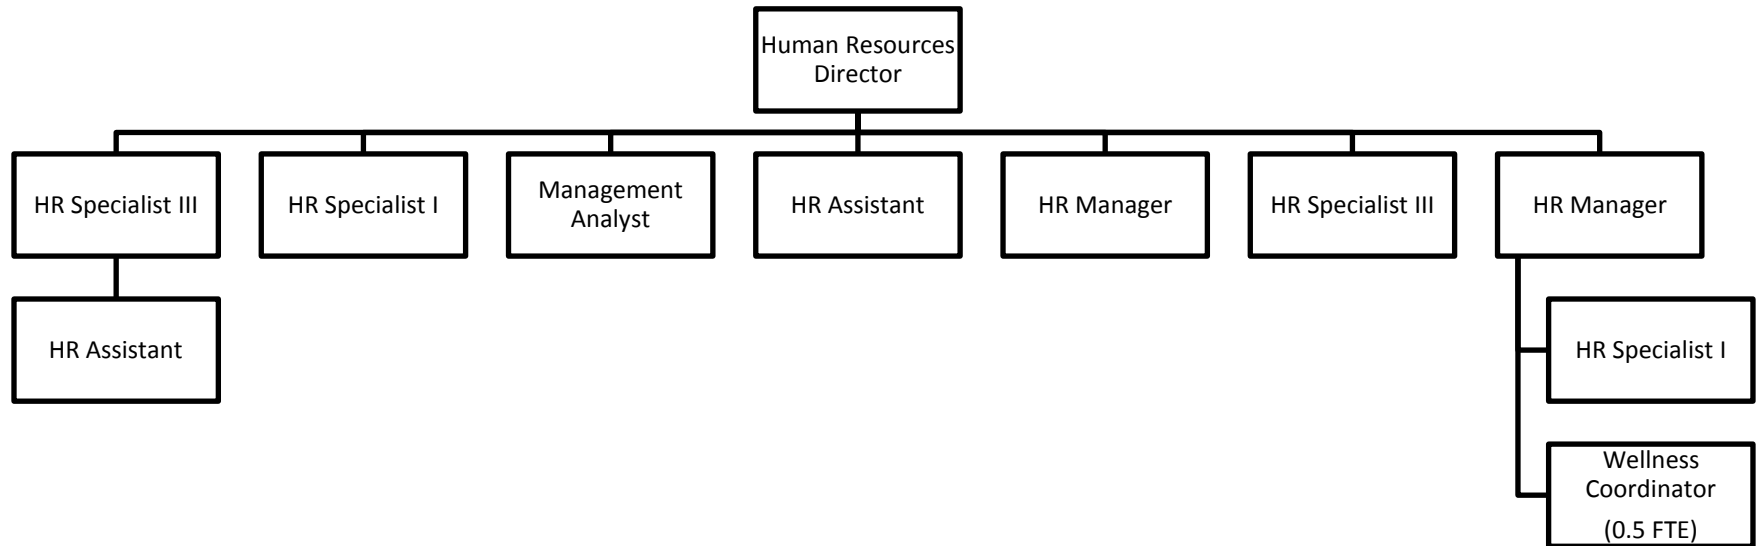 Human Resources
Director
HR Specialist III
HR Specialist I
Management
Analyst
HR Assistant
HR Manager
HR Specialist III
HR Manager
HR Assistant
HR Specialist I
Wellness
Coordinator
(0.5 FTE)